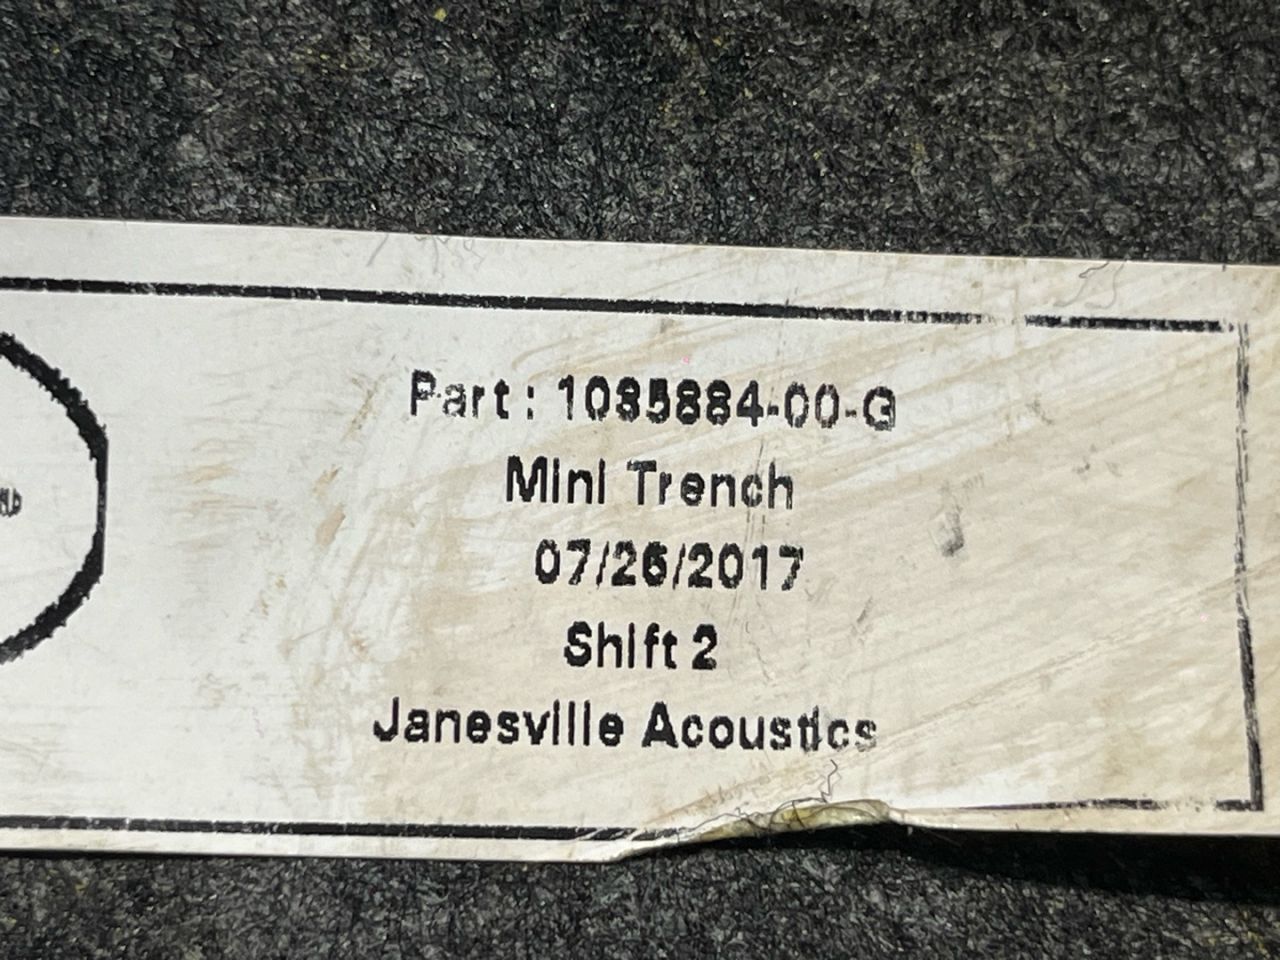 Part : 1085884-00-G
Mini Trench
07/26/2017
Shift 2
Janesville Acoustics